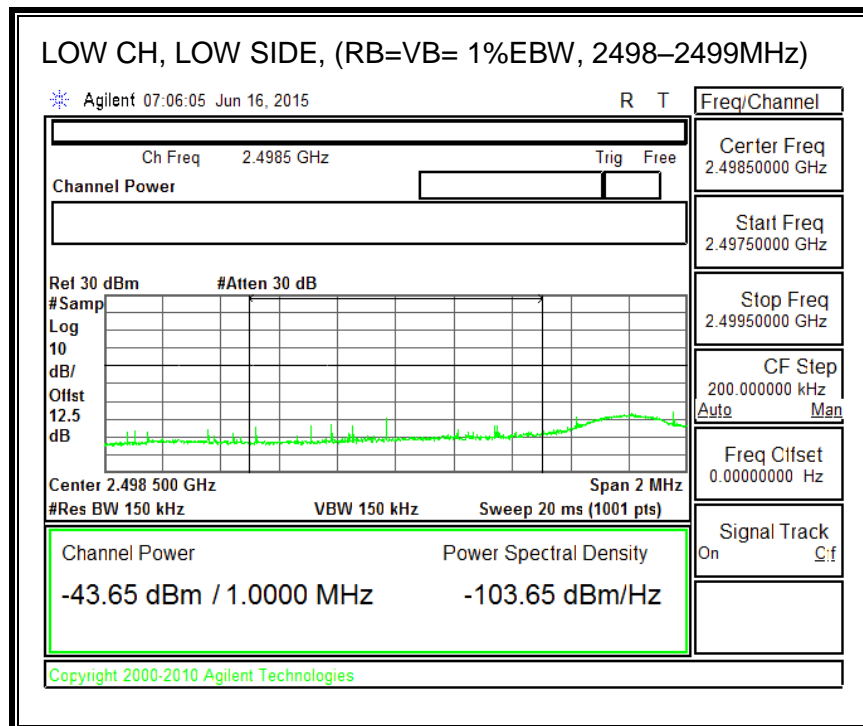 LOW CH, LOW SIDE, (RB=VB= 1%EBW, 2498–2499MHz)
Agilent 07:06:05 Jun 16, 2015 R T
Ch Freq 2.4985 GHz Trig Free
Channel Power
Ref 30 dBm #Atten 30 dB
#Samp
Log
10
dB/
Offst
12.5
dB
Center 2.498 500 GHz Span 2 MHz
#Res BW 150 kHz VBW 150 kHz Sweep 20 ms (1001 pts)
Channel Power Power Spectral Density
-43.65 dBm / 1.0000 MHz -103.65 dBm/Hz
Copyright 2000-2010 Agilent Technologies
Freq/Channel
Center Freq
2.49850000 GHz
Start Freq
2.49750000 GHz
Stop Freq
2.49950000 GHz
CF Step
200.000000 kHz
Auto Man
Freq Offset
0.00000000 Hz
Signal Track
On Off